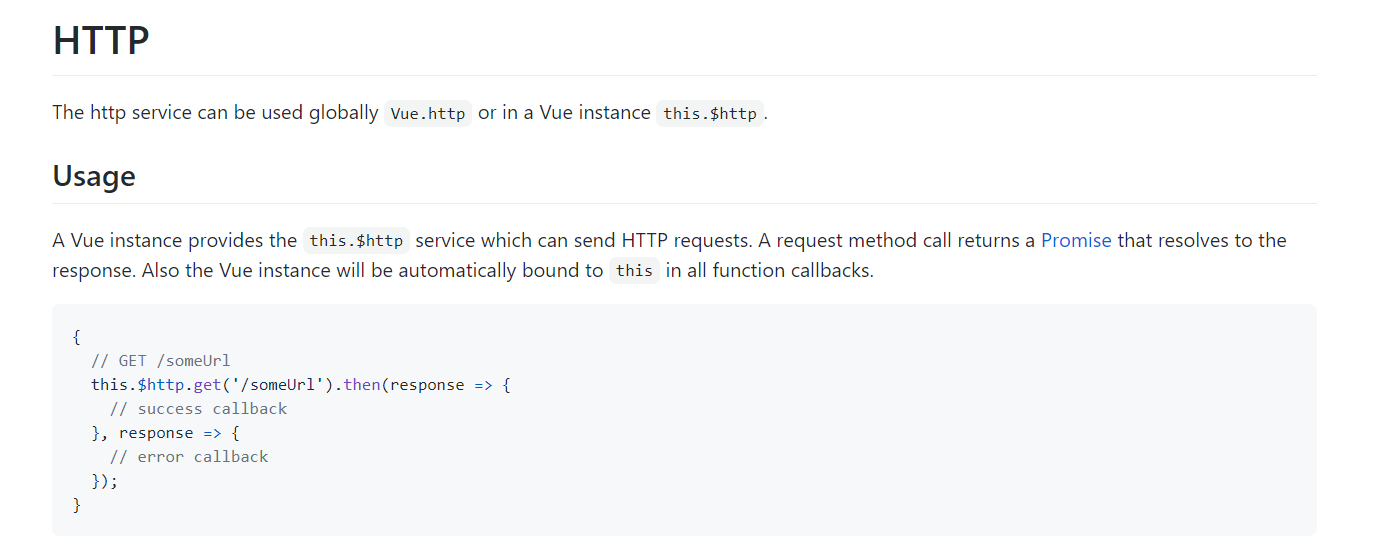 HTTP
The http service can be used globally Vue.http or in a Vue instance this.$http.
Usage
A Vue instance provides the this.$http service which can send HTTP requests. A request method call returns a Promise that resolves to the
response. Also the Vue instance will be automatically bound to this in all function callbacks.
{
  // GET /someUrl
  this.$http.get('/someUrl').then(response => {
    // success callback
  }, response => {
    // error callback
  });
}